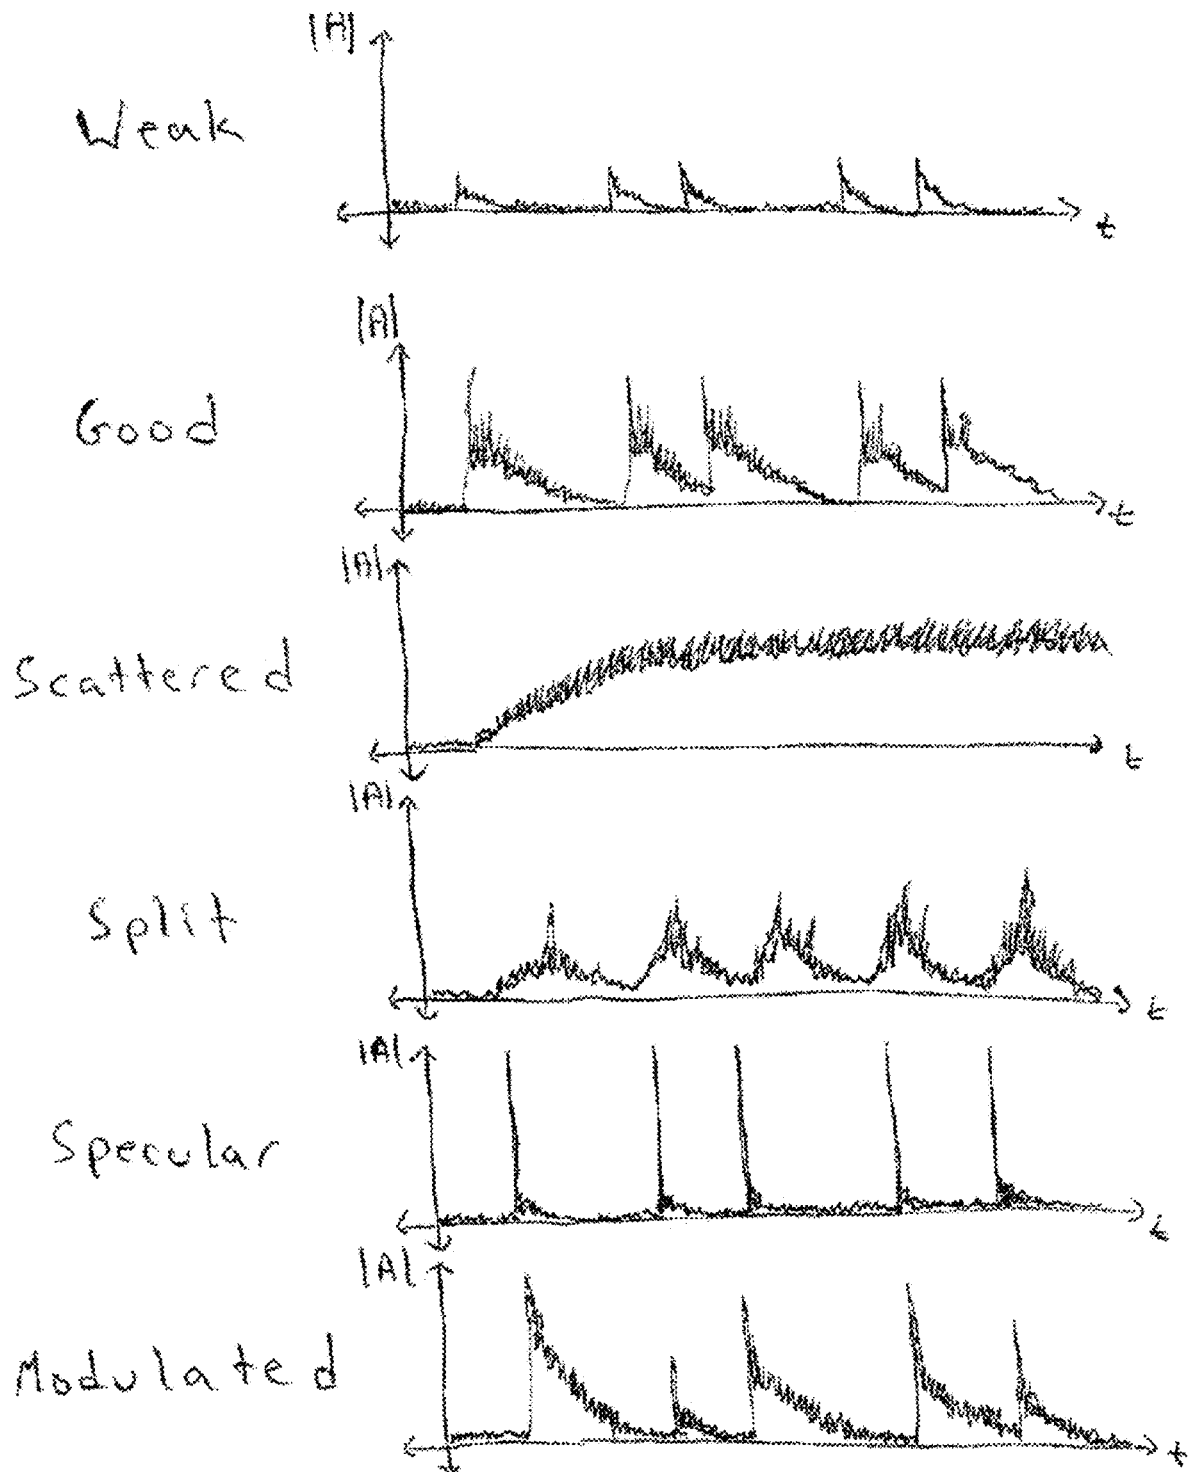 |A|
Weak
t
|A|
Good
t
|A|
Scattered
t
|A|
Split
t
|A|
Specular
t
|A|
Modulated
t